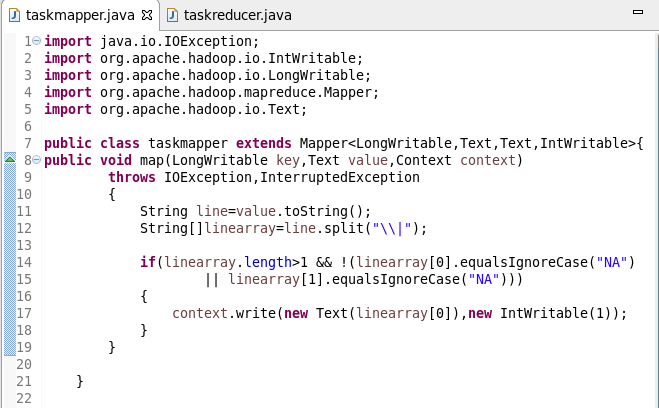 taskmapper.java taskreducer.java
1 import java.io.IOException;
2 import org.apache.hadoop.io.IntWritable;
3 import org.apache.hadoop.io.LongWritable;
4 import org.apache.hadoop.mapreduce.Mapper;
5 import org.apache.hadoop.io.Text;
6
7 public class taskmapper extends Mapper<LongWritable,Text,Text,IntWritable>{
8 public void map(LongWritable key,Text value,Context context)
9 throws IOException,InterruptedException
10 {
11 String line=value.toString();
12 String[]linearray=line.split("\\|");
13
14 if(linearray.length>1 && !(linearray[0].equalsIgnoreCase("NA")
15 || linearray[1].equalsIgnoreCase("NA")))
16 {
17 context.write(new Text(linearray[0]),new IntWritable(1));
18 }
19 }
20
21 }
22